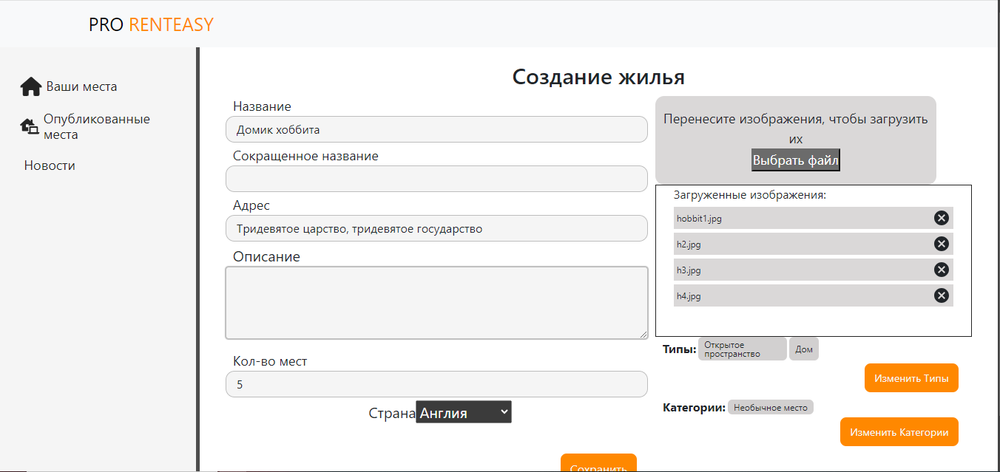 PRO RENTEASY
Ваши места
Опубликованные
места
Новости
Создание жилья
Название
Домик хоббита
Сокращенное название
Адрес
Тридевятое царство, тридевятое государство
Описание
Кол-во мест
5
Страна Англия
Перенесите изображения, чтобы загрузить
их
Выбрать файл
Загруженные изображения:
hobbit1.jpg
h2.jpg
h3.jpg
h4.jpg
Типы: Открытое
пространство Дом
Изменить Типы
Категории: Необычное место
Изменить Категории
Сохранить